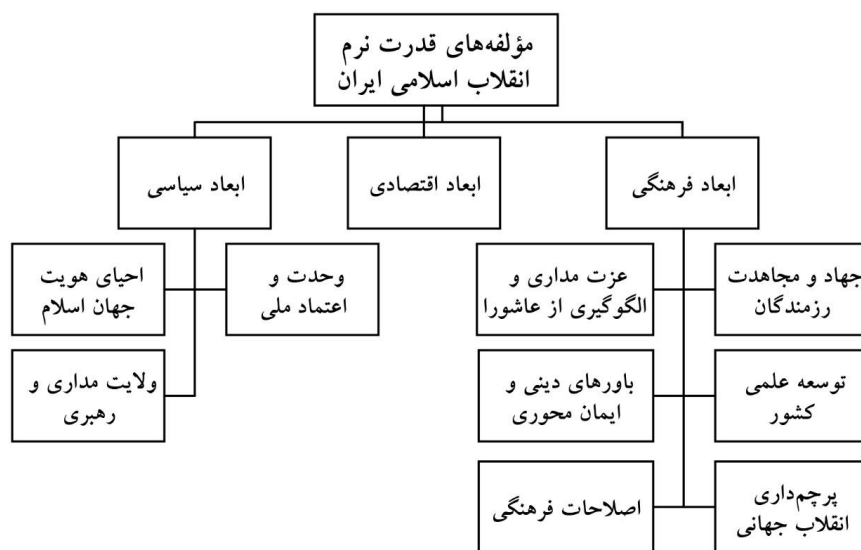 مؤلفه‌های قدرت نرم
انقلاب اسلامی ایران
ابعاد فرهنگی
ابعاد اقتصادی
ابعاد سیاسی
جهاد و مجاهدت
رزمندگان
عزت مداری و
الگوگیری از عاشورا
وحدت و
اعتماد ملی
احیای هویت
جهان اسلام
توسعه علمی
کشور
باورهای دینی و
ایمان محوری
ولایت مداری و
رهبری
پرچم‌داری
انقلاب جهانی
اصلاحات فرهنگی